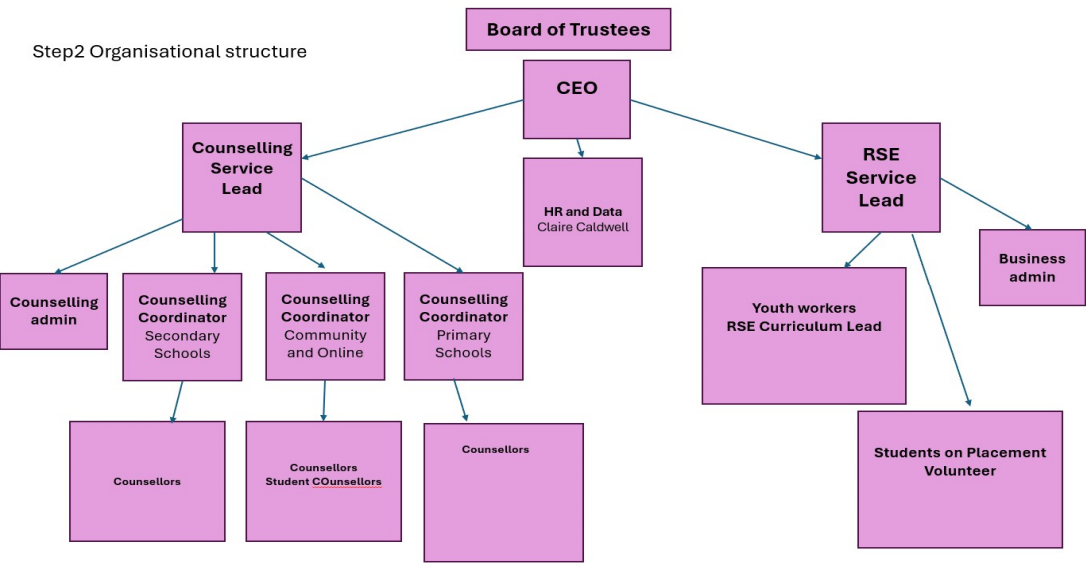 Board of Trustees
Step2 Organisational structure
CEO
Counselling
Service
Lead
RSE
Service
Lead
HR and Data
Claire Caldwell
Business
admin
Counselling
admin
Counselling
Coordinator
Secondary
Schools
Counselling
Coordinator
Community
and Online
Counselling
Coordinator
Primary
Schools
Youth workers
RSE Curriculum Lead
Counsellors
Counsellors
Student COunsellors
Counsellors
Students on Placement
Volunteer